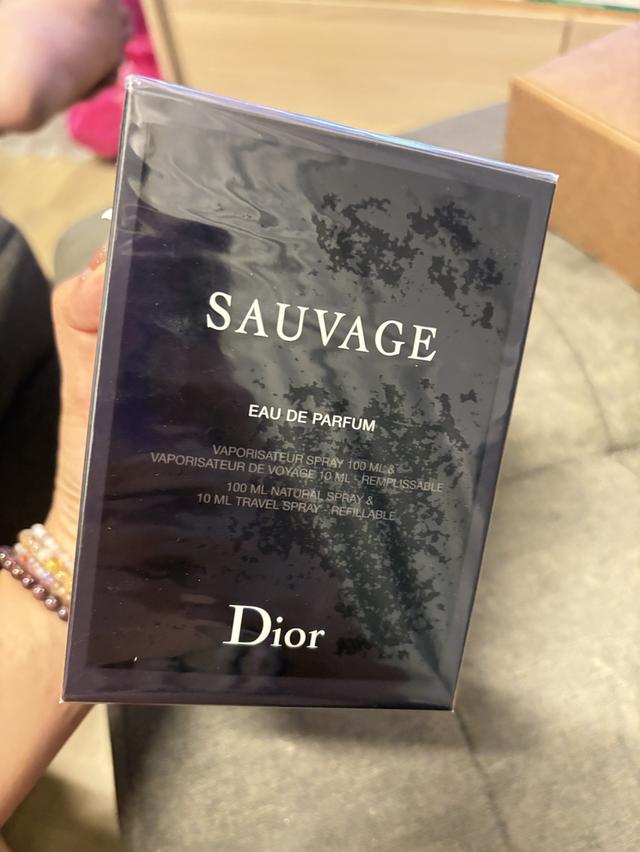 SAUVAGE
EAU DE PARFUM
VAPORISATEUR SPRAY 100 ML &
VAPORISATEUR DE VOYAGE 10 ML - REMPLISSABLE
100 ML NATURAL SPRAY &
10 ML TRAVEL SPRAY - REFILLABLE
Dior